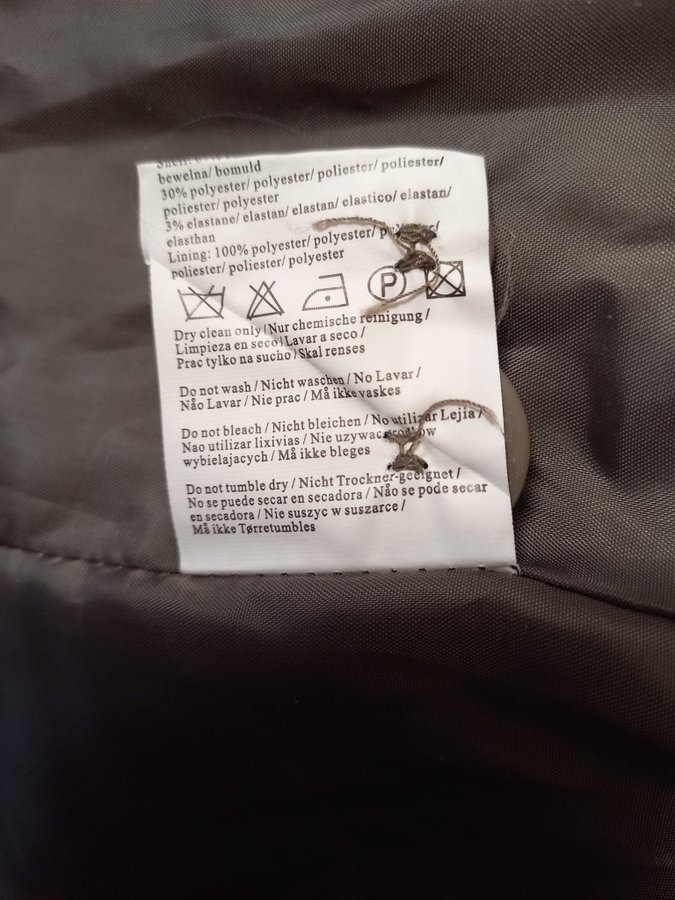 bewelna/ bomuld
30% polyester/ polyester/ poliester/ poliester/
poliester/ polyester
3% elastane/ elastan/ elastan/ elastico/ elastan/
elasthan
Lining: 100% polyester/ polyester/
poliester/ poliester/ polyester
P
Dry clean only/Nur chemische reinigung/
Limpieza en seco/Lavar a seco/
Prac tylko na sucho/Skal renses
Do not wash/Nicht waschen/No Lavar/
Não Lavar/Nie prac/Må ikke vaskes
Do not bleach/Nicht bleichen/No utilizar Lejia/
Nao utilizar lixivias/Nie uzywac srodkow
wybielajacych/Må ikke bleges
Do not tumble dry/Nicht Trockner-geeignet/
No se puede secar en secadora/Não se pode secar
en secadora/Nie suszyc w suszarce/
Må ikke Tørretumbles